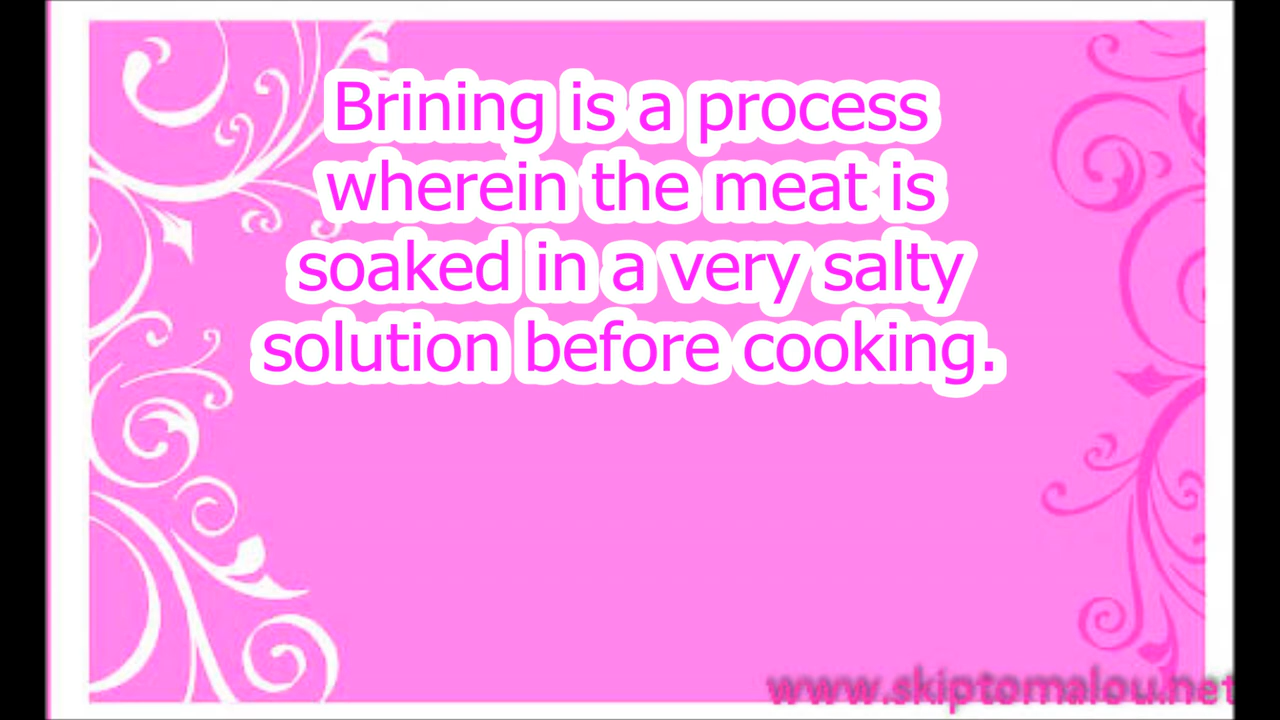 Brining is a process
wherein the meat is
soaked in a very salty
solution before cooking.
www.skiptomalou.net